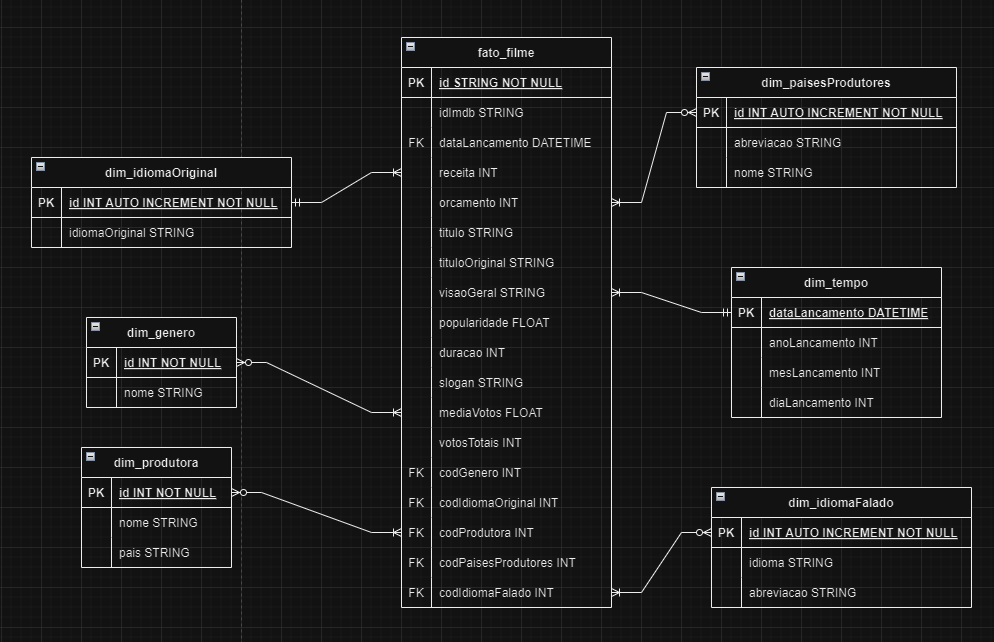 fato_filme
PK id STRING NOT NULL
idImdb STRING
FK dataLancamento DATETIME
receita INT
orcamento INT
titulo STRING
tituloOriginal STRING
visaoGeral STRING
popularidade FLOAT
duracao INT
slogan STRING
mediaVotos FLOAT
votosTotais INT
FK codGenero INT
FK codIdiomaOriginal INT
FK codProdutora INT
FK codPaisesProdutores INT
FK codIdiomaFalado INT
dim_idiomaOriginal
PK id INT AUTO INCREMENT NOT NULL
idiomaOriginal STRING
dim_genero
PK id INT NOT NULL
nome STRING
dim_produtora
PK id INT NOT NULL
nome STRING
pais STRING
dim_paisesProdutores
PK id INT AUTO INCREMENT NOT NULL
abreviacao STRING
nome STRING
dim_tempo
PK dataLancamento DATETIME
anoLancamento INT
mesLancamento INT
diaLancamento INT
dim_idiomaFalado
PK id INT AUTO INCREMENT NOT NULL
idioma STRING
abreviacao STRING